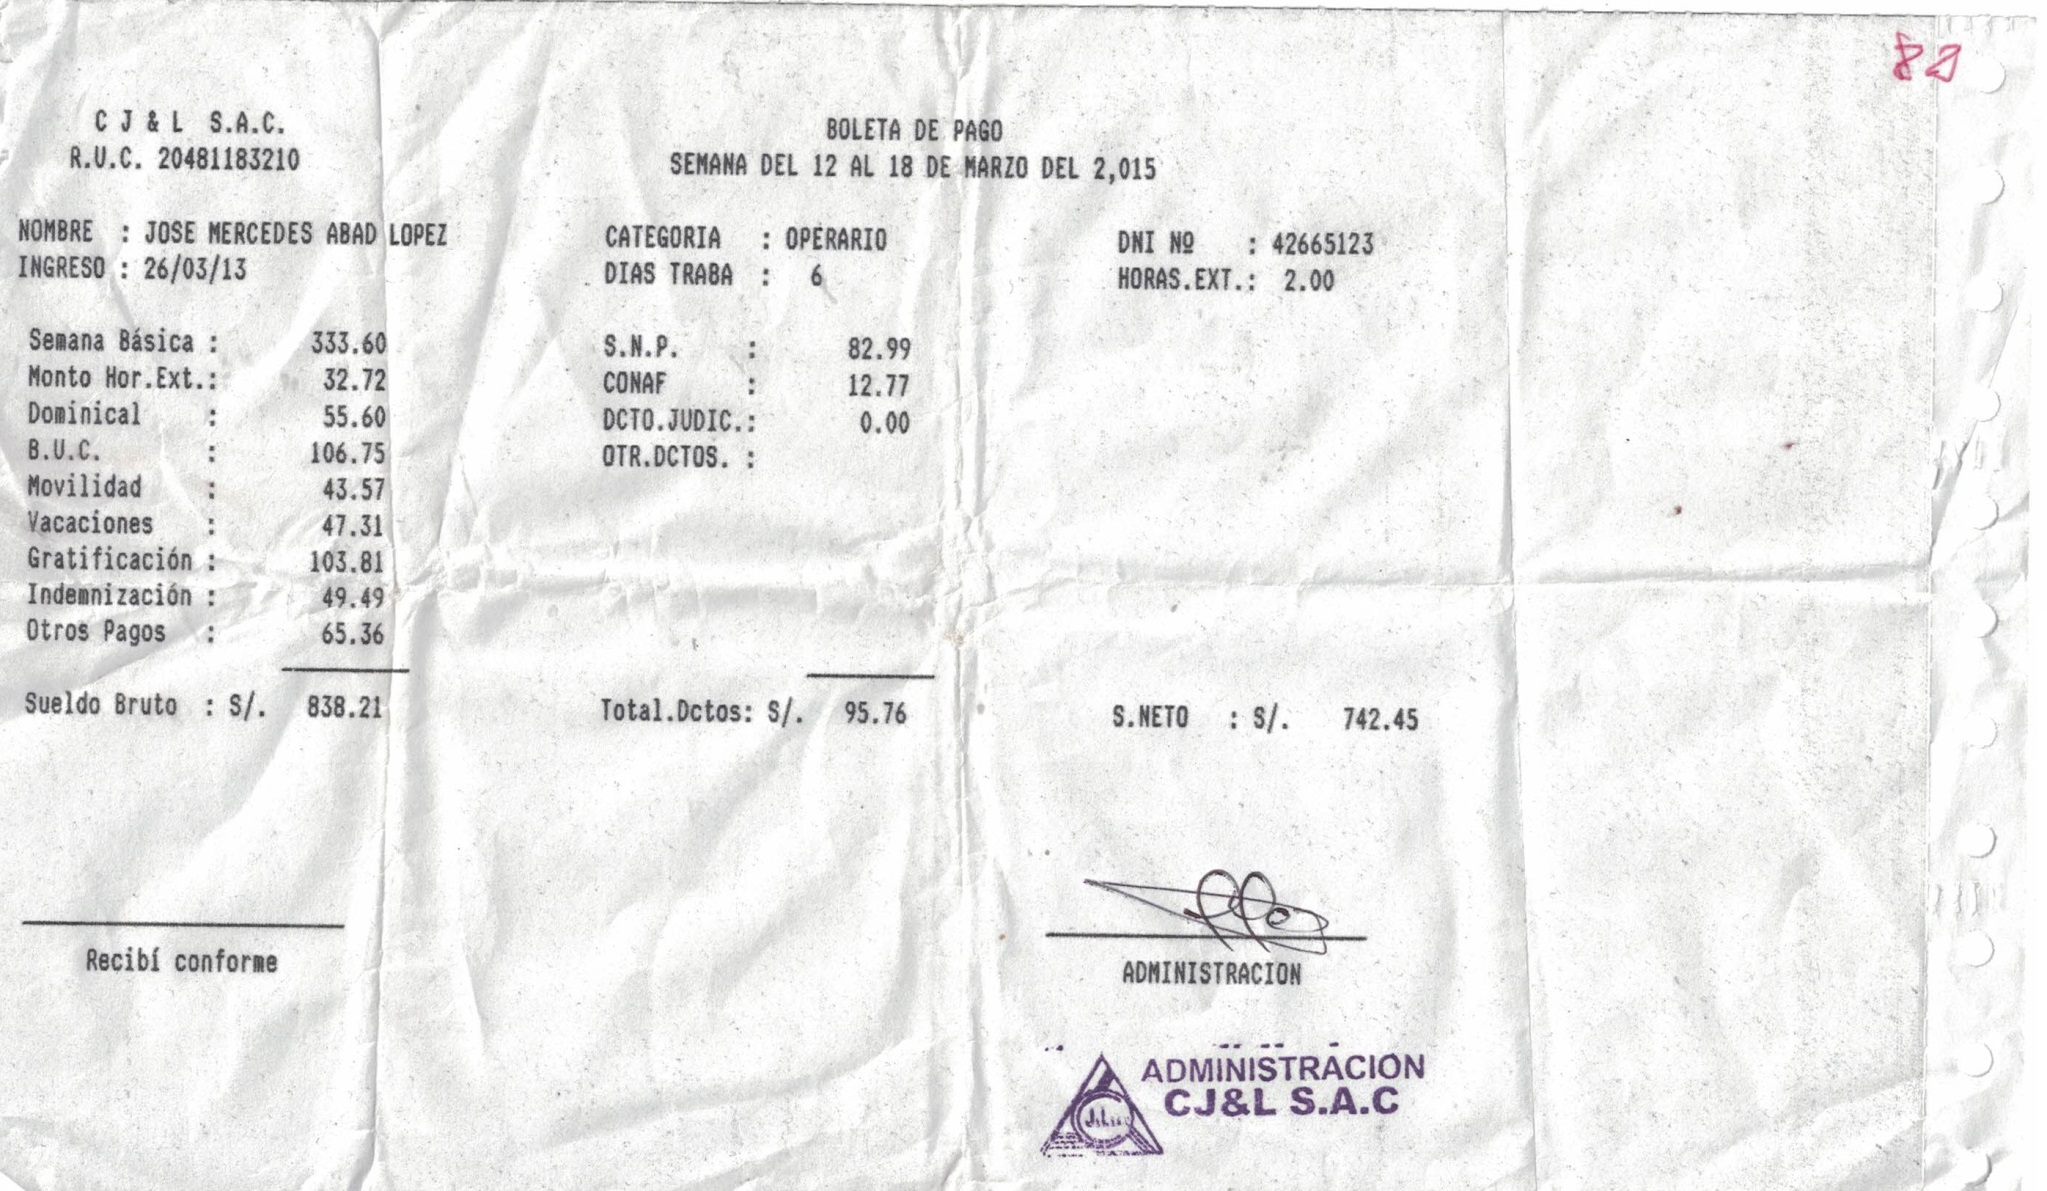 82
C J & L S.A.C.
R.U.C. 20481183210
BOLETA DE PAGO
SEMANA DEL 12 AL 18 DE MARZO DEL 2,015
NOMBRE : JOSE MERCEDES ABAD LOPEZ CATEGORIA : OPERARIO DNI Nº : 42665123
INGRESO : 26/03/13 DIAS TRABA : 6 HORAS.EXT.: 2.00
Semana Básica : 333.60 S.N.P. : 82.99
Monto Hor.Ext.: 32.72 CONAF : 12.77
Dominical : 55.60 DCTO.JUDIC.: 0.00
B.U.C. : 106.75 OTR.DCTOS. :
Movilidad : 43.57
Vacaciones : 47.31
Gratificación : 103.81
Indemnización : 49.49
Otros Pagos : 65.36
Sueldo Bruto : S/. 838.21 Total.Dctos: S/. 95.76 S.NETO : S/. 742.45
Recibí conforme ADMINISTRACION
ADMINISTRACION
CJ&L S.A.C